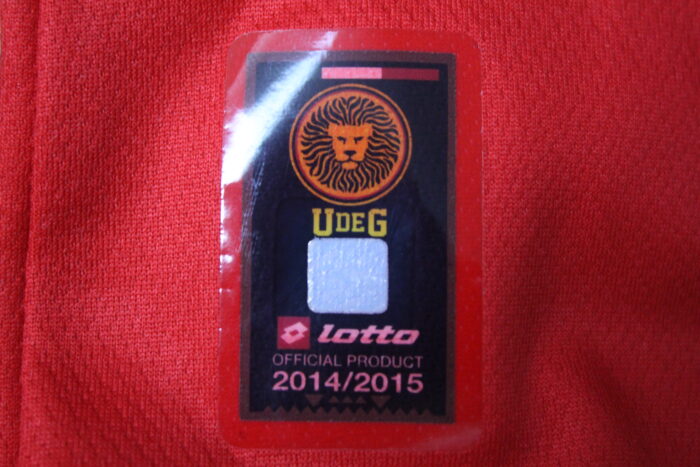 UDEG
lotto
OFFICIAL PRODUCT
2014/2015